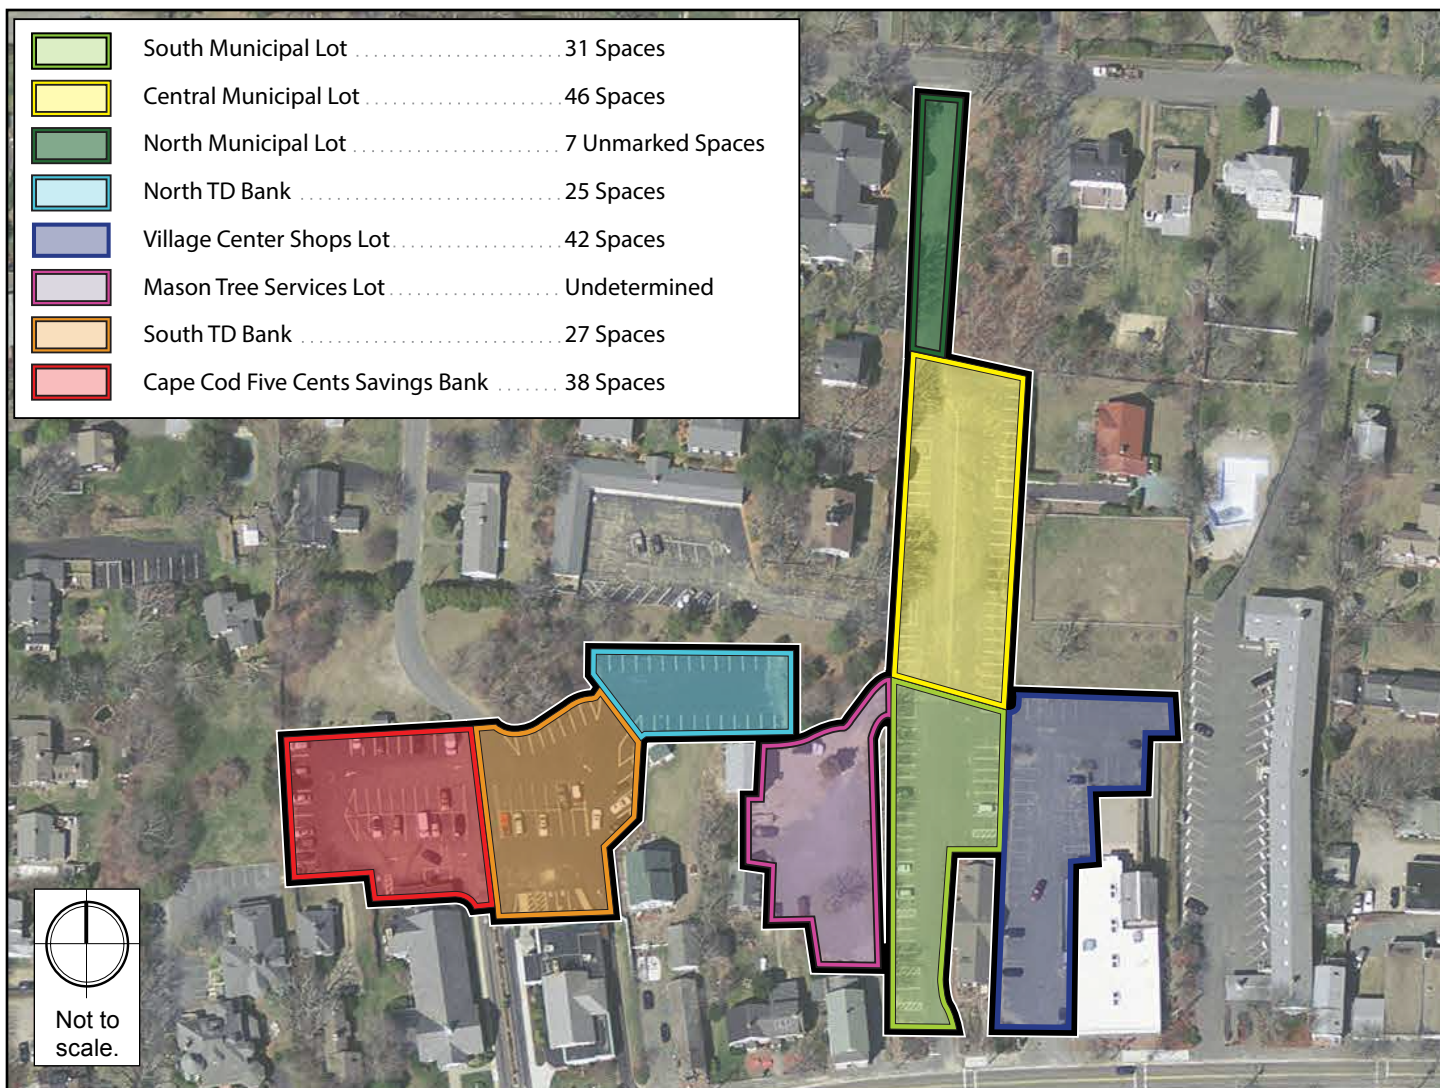 South Municipal Lot ........................ 31 Spaces
Central Municipal Lot ...................... 46 Spaces
North Municipal Lot ........................ 7 Unmarked Spaces
North TD Bank .............................. 25 Spaces
Village Center Shops Lot ................... 42 Spaces
Mason Tree Services Lot .................... Undetermined
South TD Bank .............................. 27 Spaces
Cape Cod Five Cents Savings Bank ....... 38 Spaces
Not to
scale.